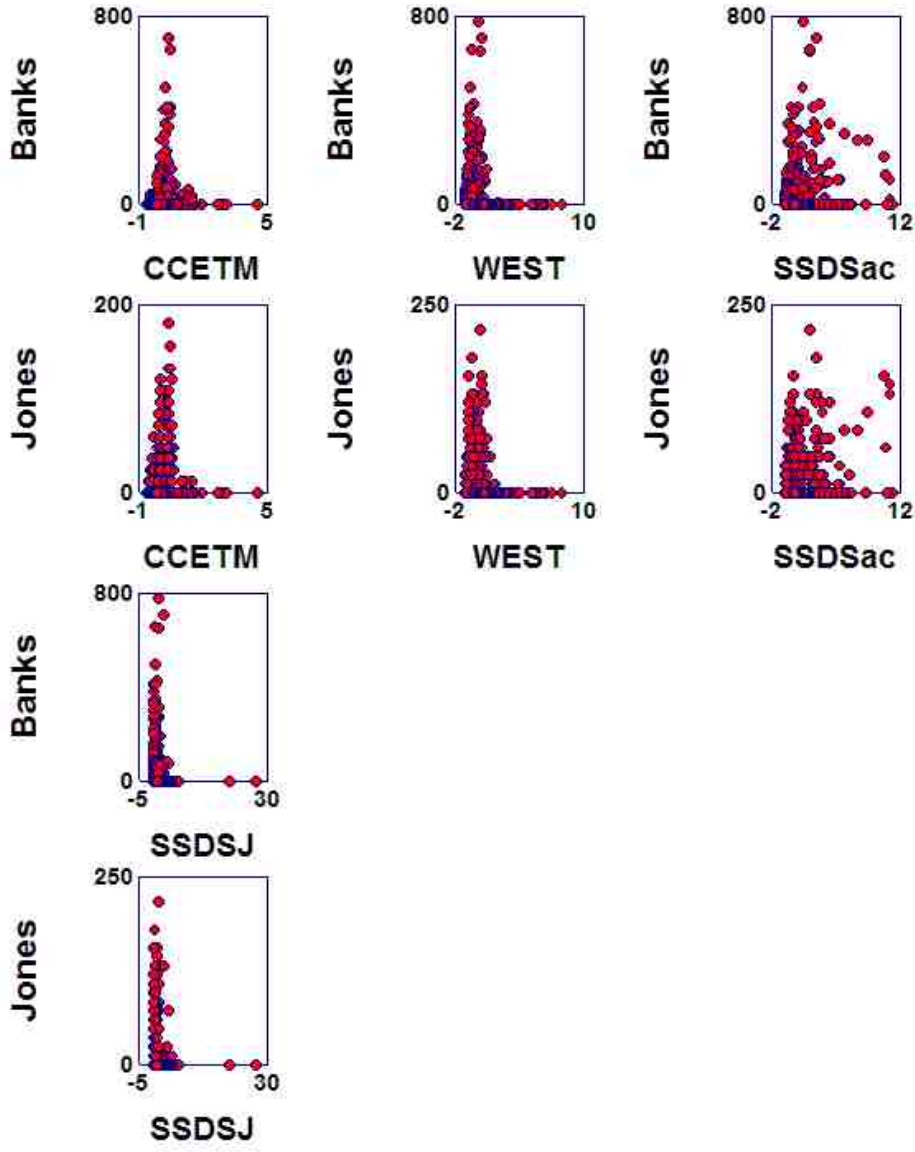 800 800 800
Banks Banks Banks
0 0 0
-1 5 -2 10 -2 12
CCETM WEST SSDSac
200 250 250
Jones Jones Jones
0 0 0
-1 5 -2 10 -2 12
CCETM WEST SSDSac
800
Banks
0
-5 30
SSDSJ
250
Jones
0
-5 30
SSDSJ